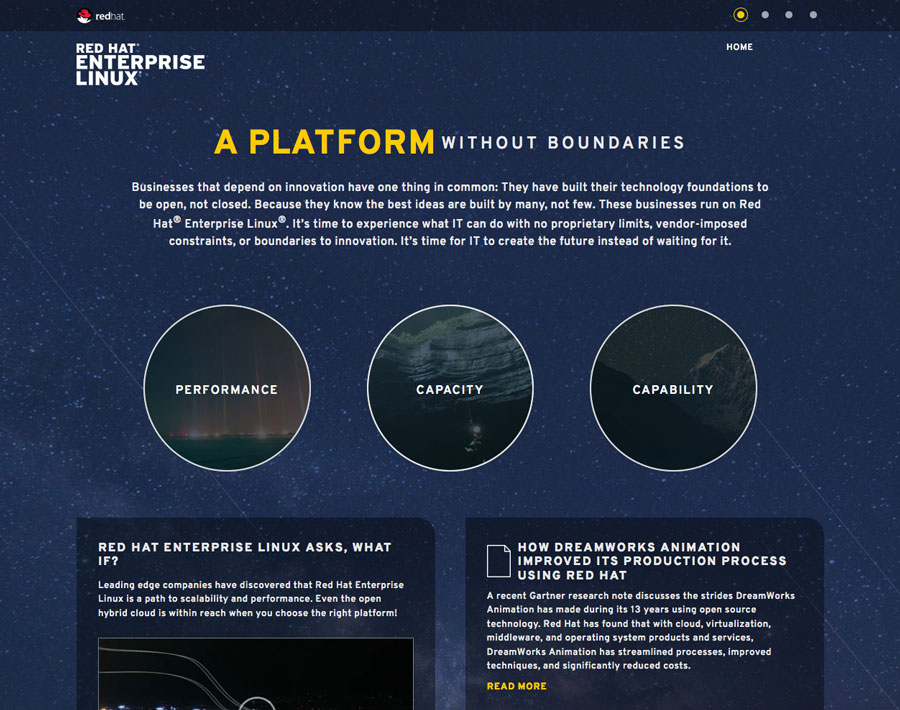 redhat.
HOME
RED HAT®
ENTERPRISE
LINUX
A PLATFORM WITHOUT BOUNDARIES
Businesses that depend on innovation have one thing in common: They have built their technology foundations to
be open, not closed. Because they know the best ideas are built by many, not few. These businesses run on Red
Hat® Enterprise Linux®. It's time to experience what IT can do with no proprietary limits, vendor-imposed
constraints, or boundaries to innovation. It's time for IT to create the future instead of waiting for it.
PERFORMANCE
CAPACITY
CAPABILITY
RED HAT ENTERPRISE LINUX ASKS, WHAT
IF?
Leading edge companies have discovered that Red Hat Enterprise
Linux is a path to scalability and performance. Even the open
hybrid cloud is within reach when you choose the right platform!
HOW DREAMWORKS ANIMATION
IMPROVED ITS PRODUCTION PROCESS
USING RED HAT
A recent Gartner research note discusses the strides DreamWorks
Animation has made during its 13 years using open source
technology. Red Hat has found that with cloud, virtualization,
middleware, and operating system products and services,
DreamWorks Animation has streamlined processes, improved
techniques, and significantly reduced costs.
READ MORE